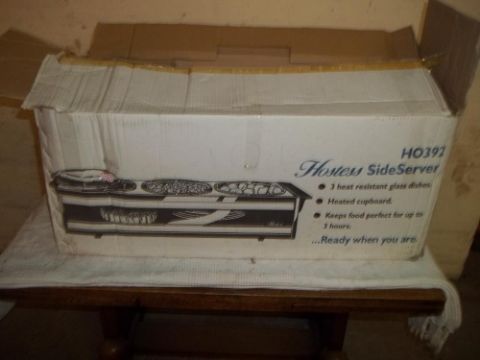 HO392
Hostess SideServer
3 heat resistant glass dishes.
Heated cupboard.
Keeps food perfect for up to
3 hours.
...Ready when you are.